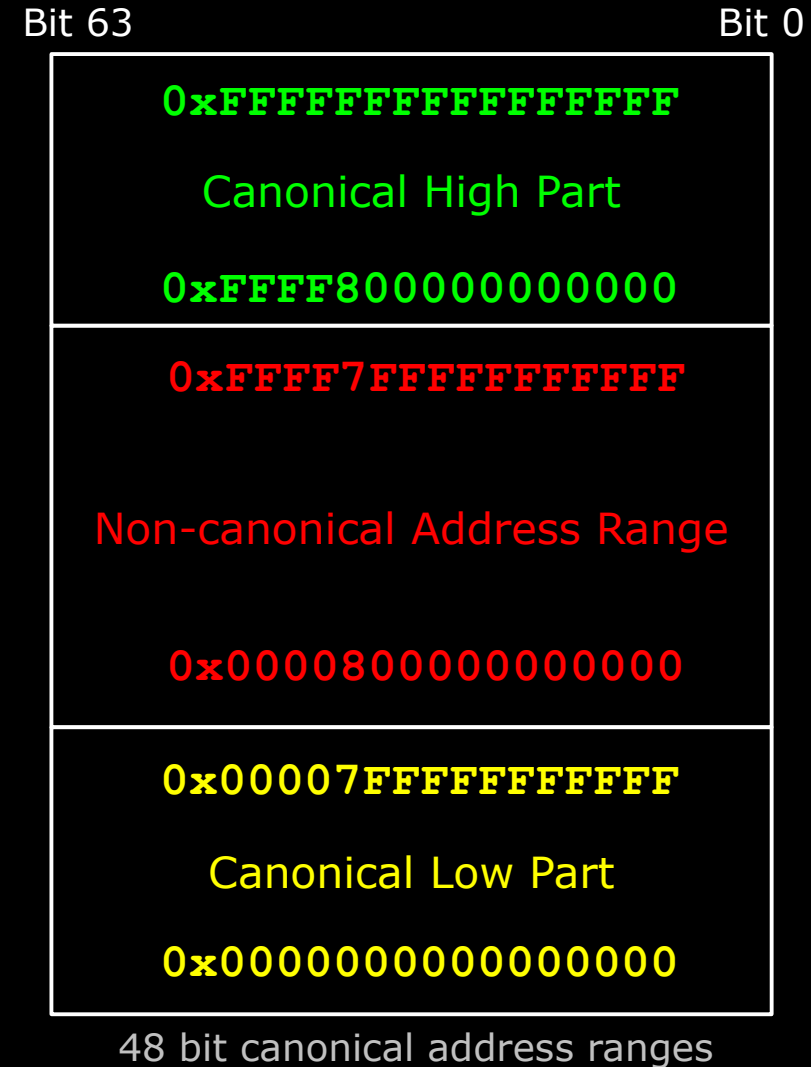 Bit 63 Bit 0
0xFFFFFFFFFFFFFFFF
Canonical High Part
0xFFFF800000000000
0xFFFF7FFFFFFFFFFF
Non-canonical Address Range
0x0000800000000000
0x00007FFFFFFFFFFF
Canonical Low Part
0x0000000000000000
48 bit canonical address ranges